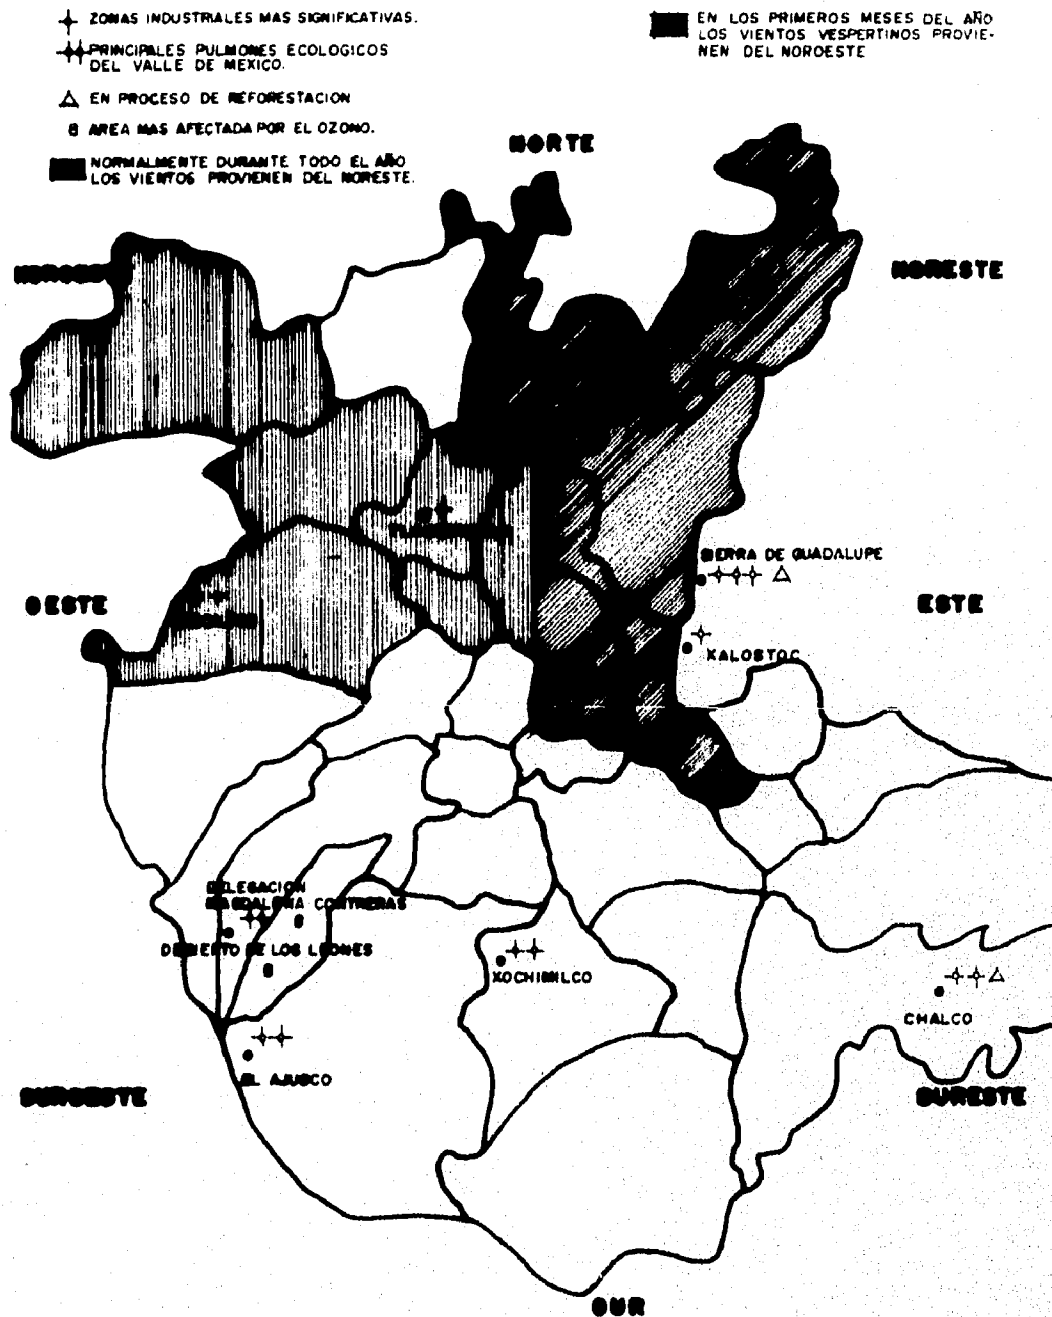 ZONAS INDUSTRIALES MAS SIGNIFICATIVAS.
PRINCIPALES PULMONES ECOLOGICOS
DEL VALLE DE MEXICO.
EN PROCESO DE REFORESTACION
AREA MAS AFECTADA POR EL OZONO.
NORMALMENTE DURANTE TODO EL AÑO
LOS VIENTOS PROVIENEN DEL NORESTE.
EN LOS PRIMEROS MESES DEL AÑO
LOS VIENTOS VESPERTINOS PROVIE-
NEN DEL NOROESTE
NORTE
NORESTE
SIERRA DE GUADALUPE
OESTE
ESTE
XALOSTOC
DELEGACION
MAGDALENA CONTRERAS
DESIERTO DE LOS LEONES
XOCHIMILCO
CHALCO
EL AJUSCO
SUROESTE
SURESTE
SUR